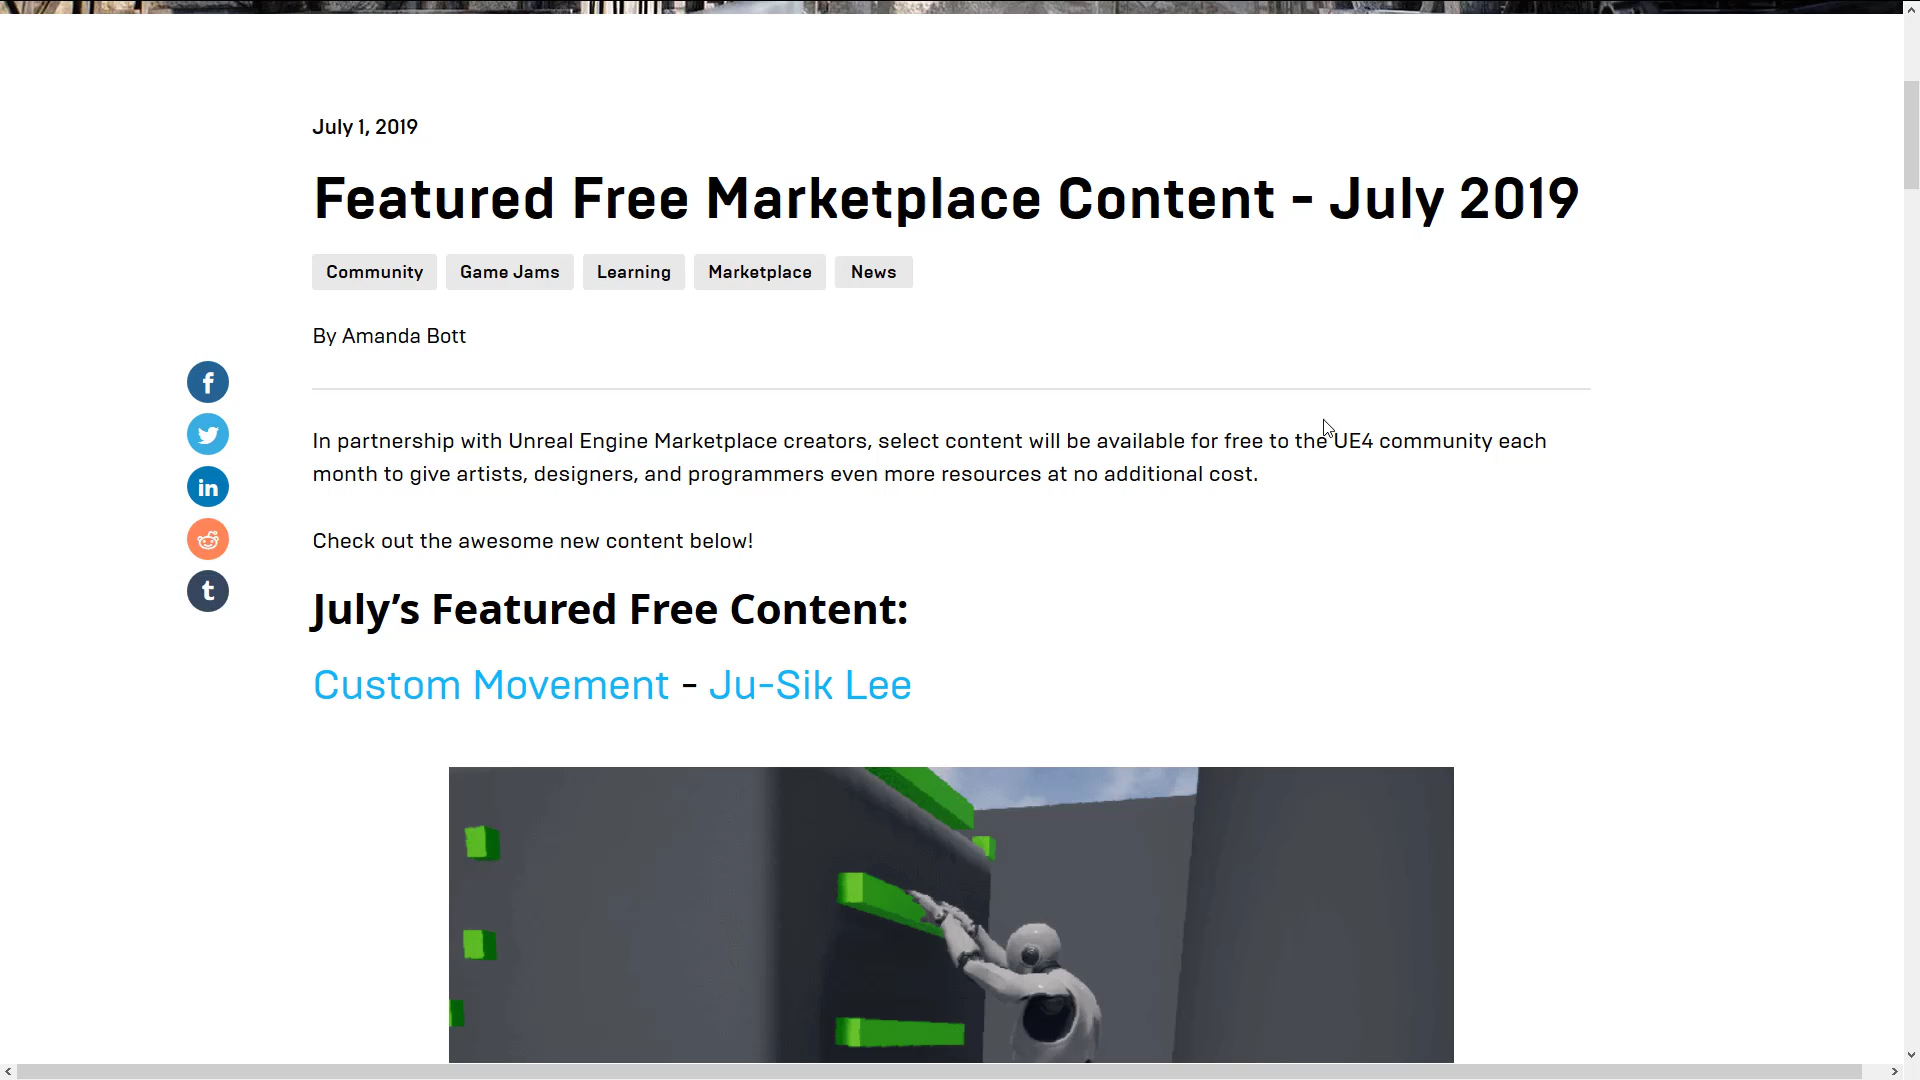 July 1, 2019
Featured Free Marketplace Content - July 2019
Community Game Jams Learning Marketplace News
By Amanda Bott
In partnership with Unreal Engine Marketplace creators, select content will be available for free to the UE4 community each
month to give artists, designers, and programmers even more resources at no additional cost.
Check out the awesome new content below!
July’s Featured Free Content:
Custom Movement - Ju-Sik Lee